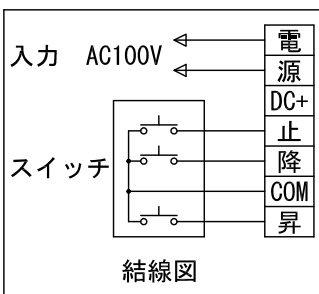 入力 AC100V
電
源
DC+
止
降
COM
昇
スイッチ
結線図